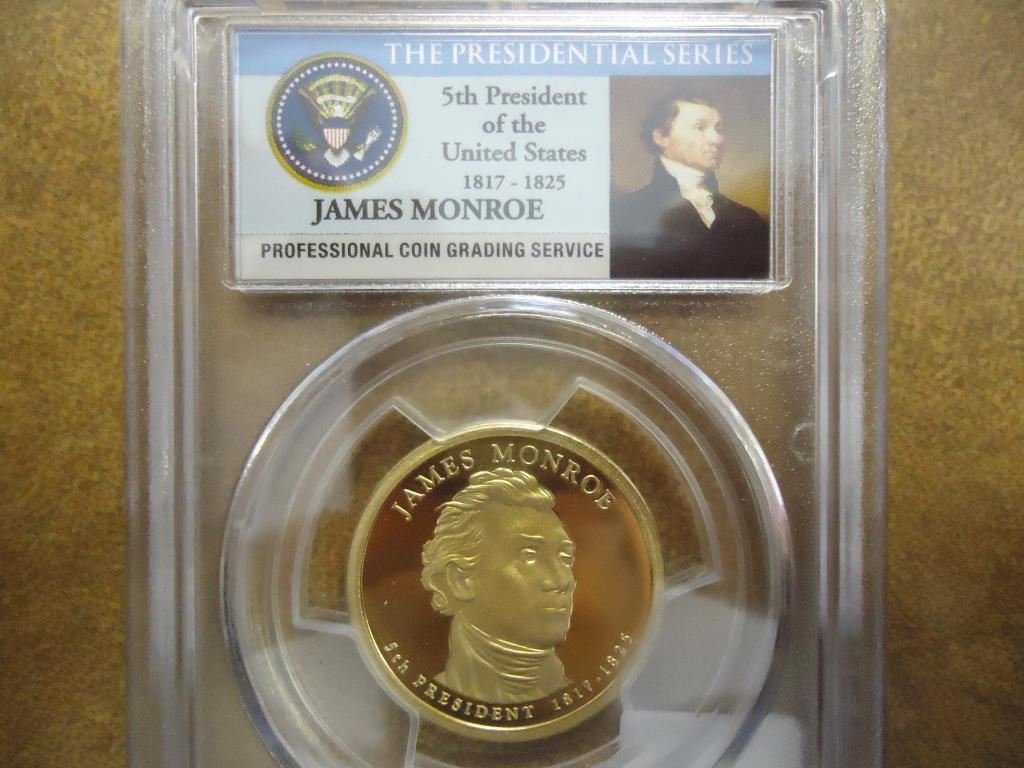 THE PRESIDENTIAL SERIES
5th President
of the
United States
1817 - 1825
JAMES MONROE
PROFESSIONAL COIN GRADING SERVICE
JAMES MONROE
5th PRESIDENT 1817-1825